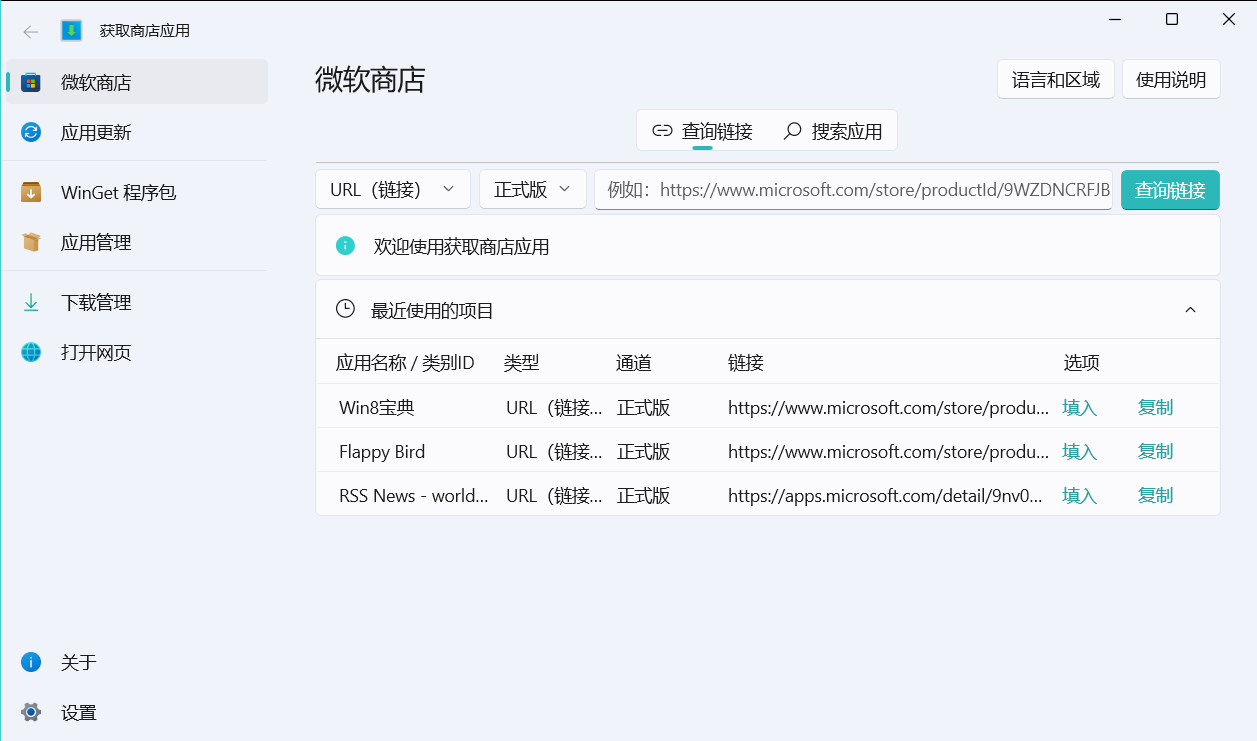 获取商店应用
微软商店
应用更新
WinGet 程序包
应用管理
下载管理
打开网页
关于
设置
微软商店
语言和区域 使用说明
查询链接 搜索应用
URL（链接） 正式版 例如：https://www.microsoft.com/store/productId/9WZDNCRFJB 查询链接
欢迎使用获取商店应用
最近使用的项目
应用名称 / 类别ID 类型 通道 链接 选项
Win8宝典 URL（链接... 正式版 https://www.microsoft.com/store/produ... 填入 复制
Flappy Bird URL（链接... 正式版 https://www.microsoft.com/store/produ... 填入 复制
RSS News - world... URL（链接... 正式版 https://apps.microsoft.com/detail/9nv0... 填入 复制